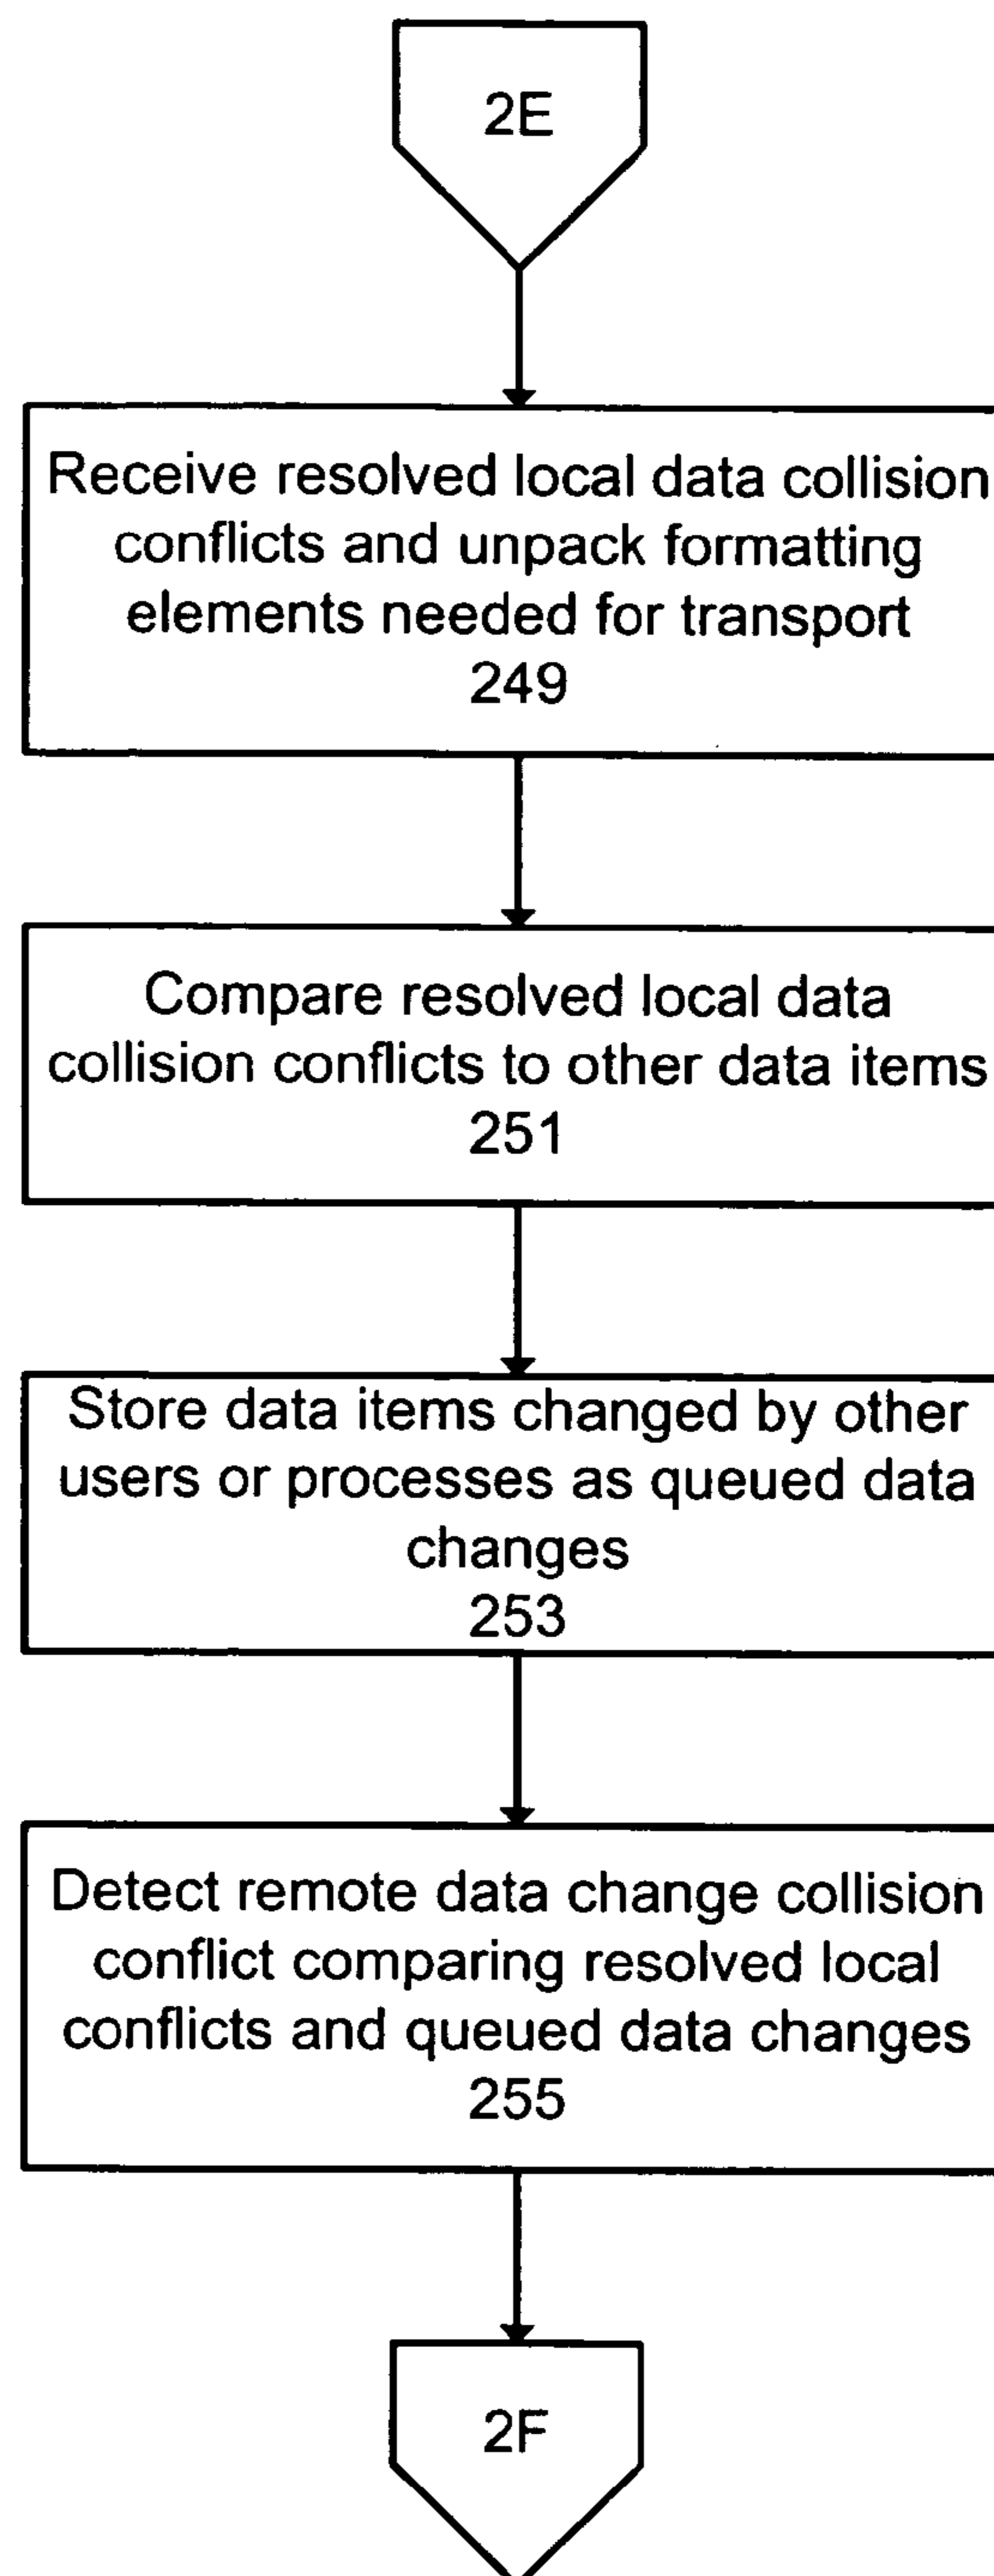 2E
Receive resolved local data collision
conflicts and unpack formatting
elements needed for transport
249
Compare resolved local data
collision conflicts to other data items
251
Store data items changed by other
users or processes as queued data
changes
253
Detect remote data change collision
conflict comparing resolved local
conflicts and queued data changes
255
2F